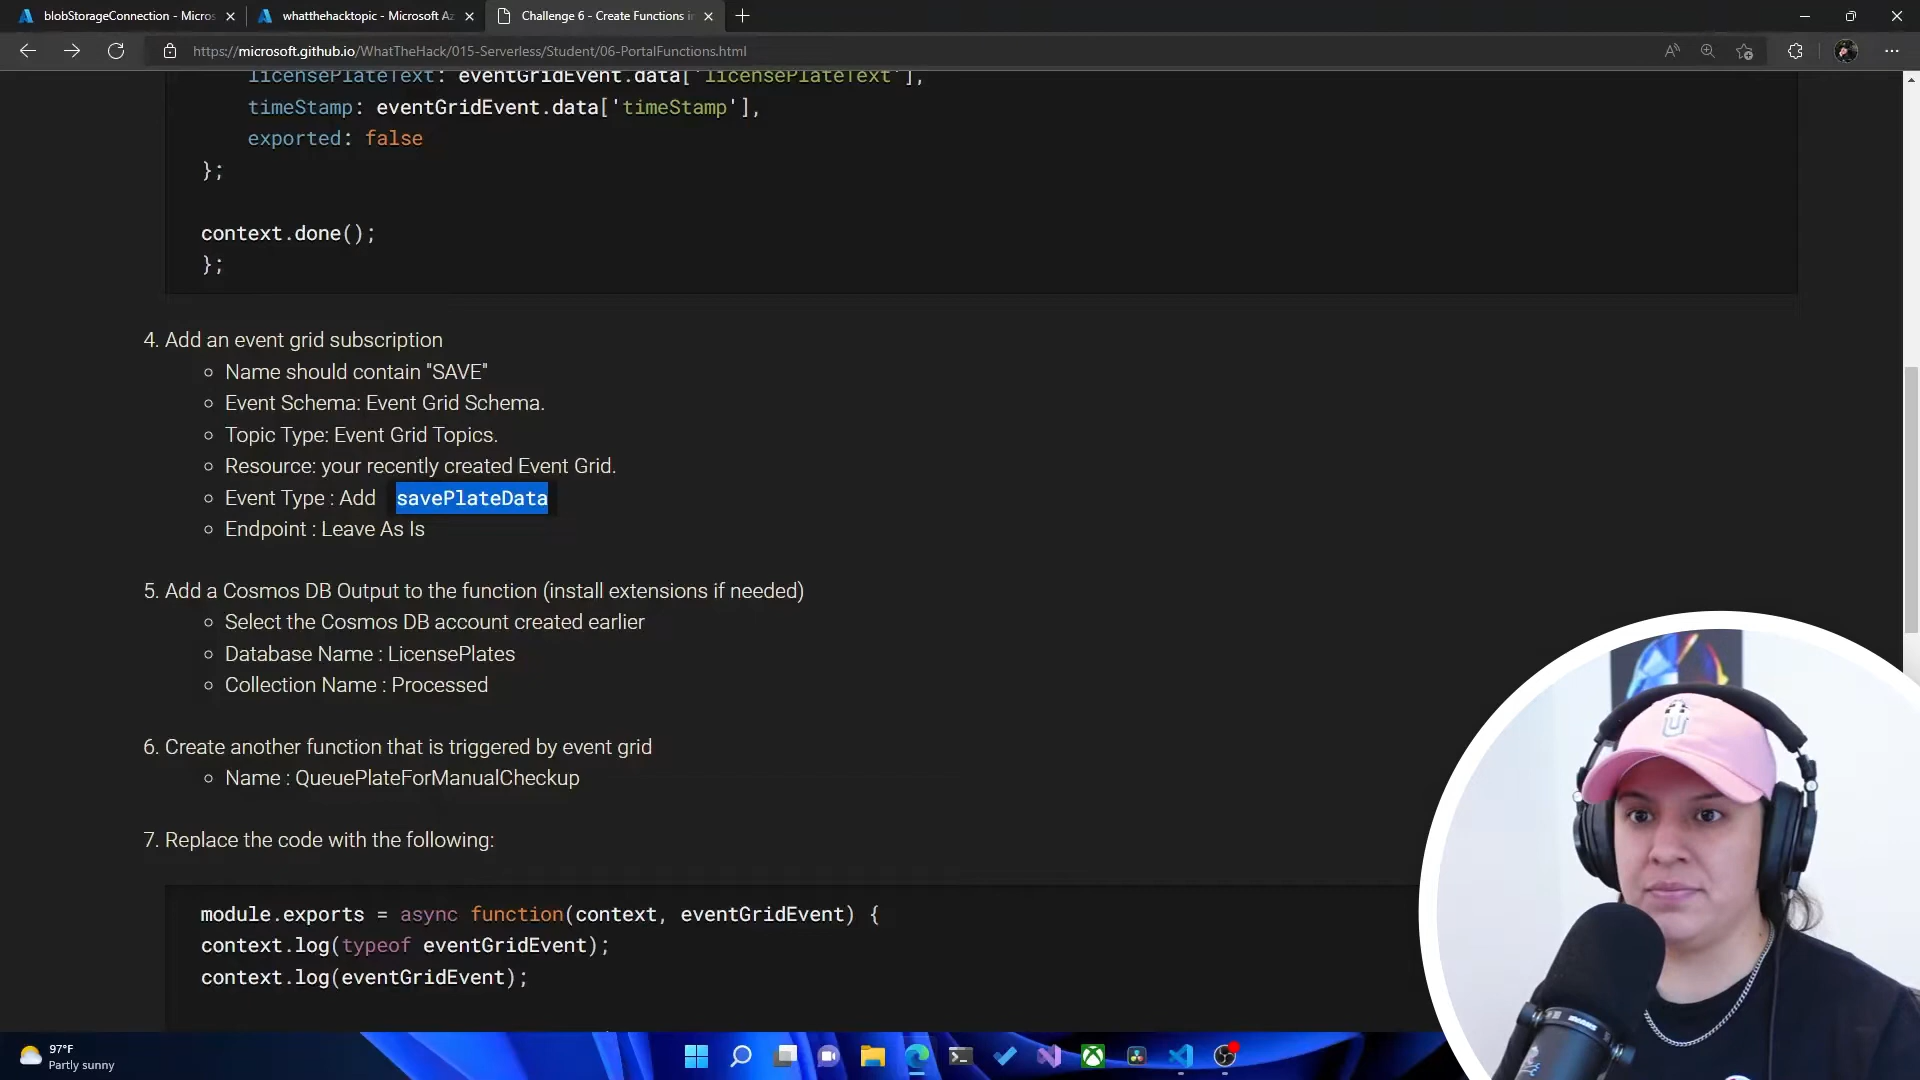 blobStorageConnection - Micros
whatthehacktopic - Microsoft Az
Challenge 6 - Create Functions in
https://microsoft.github.io/WhatTheHack/015-Serverless/Student/06-PortalFunctions.html
licensePlateText: eventGridEvent.data['licensePlateText'],
timeStamp: eventGridEvent.data['timeStamp'],
exported: false
};
context.done();
};
4. Add an event grid subscription
Name should contain "SAVE"
Event Schema: Event Grid Schema.
Topic Type: Event Grid Topics.
Resource: your recently created Event Grid.
Event Type : Add savePlateData
Endpoint : Leave As Is
5. Add a Cosmos DB Output to the function (install extensions if needed)
Select the Cosmos DB account created earlier
Database Name : LicensePlates
Collection Name : Processed
6. Create another function that is triggered by event grid
Name : QueuePlateForManualCheckup
7. Replace the code with the following:
module.exports = async function(context, eventGridEvent) {
context.log(typeof eventGridEvent);
context.log(eventGridEvent);
97°F
Partly sunny